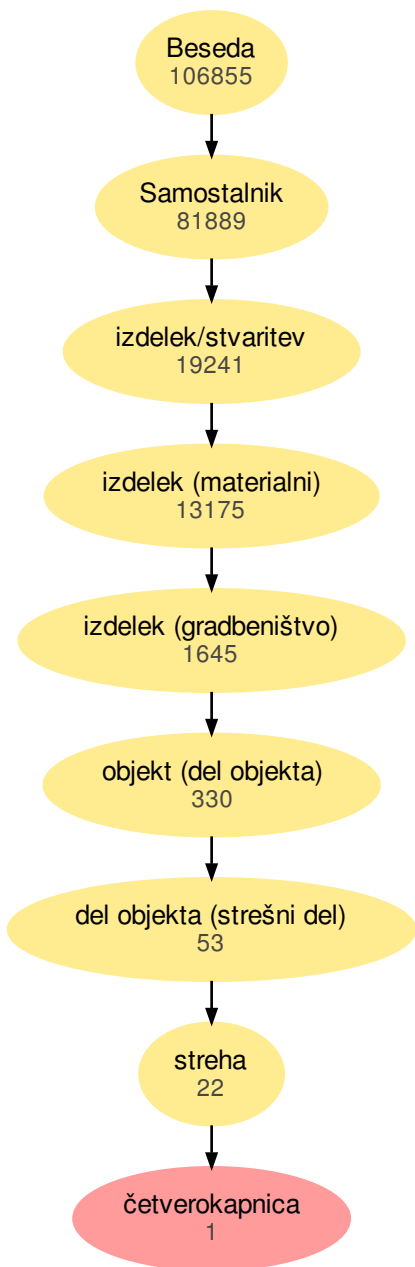 Beseda
106855
Samostalnik
81889
izdelek/stvaritev
19241
izdelek (materialni)
13175
izdelek (gradbeništvo)
1645
objekt (del objekta)
330
del objekta (strešni del)
53
streha
22
četverokapnica
1